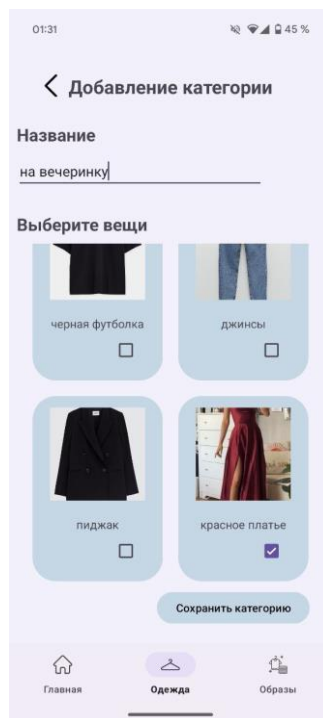 01:31
45 %
Добавление категории
Название
на вечеринку
Выберите вещи
черная футболка
джинсы
пиджак
красное платье
Сохранить категорию
Главная
Одежда
Образы